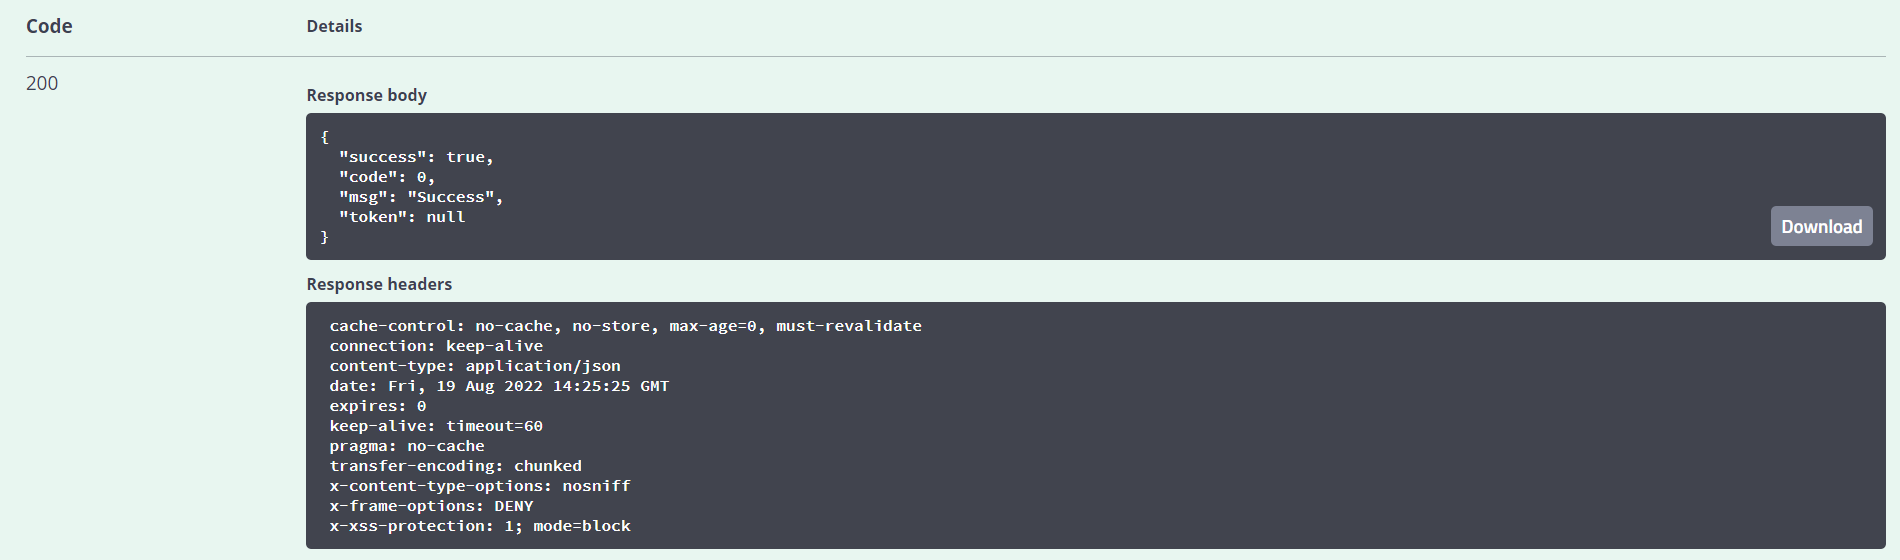 Code Details
200
Response body
{
  "success": true,
  "code": 0,
  "msg": "Success",
  "token": null
}
Download
Response headers
cache-control: no-cache, no-store, max-age=0, must-revalidate
connection: keep-alive
content-type: application/json
date: Fri, 19 Aug 2022 14:25:25 GMT
expires: 0
keep-alive: timeout=60
pragma: no-cache
transfer-encoding: chunked
x-content-type-options: nosniff
x-frame-options: DENY
x-xss-protection: 1; mode=block